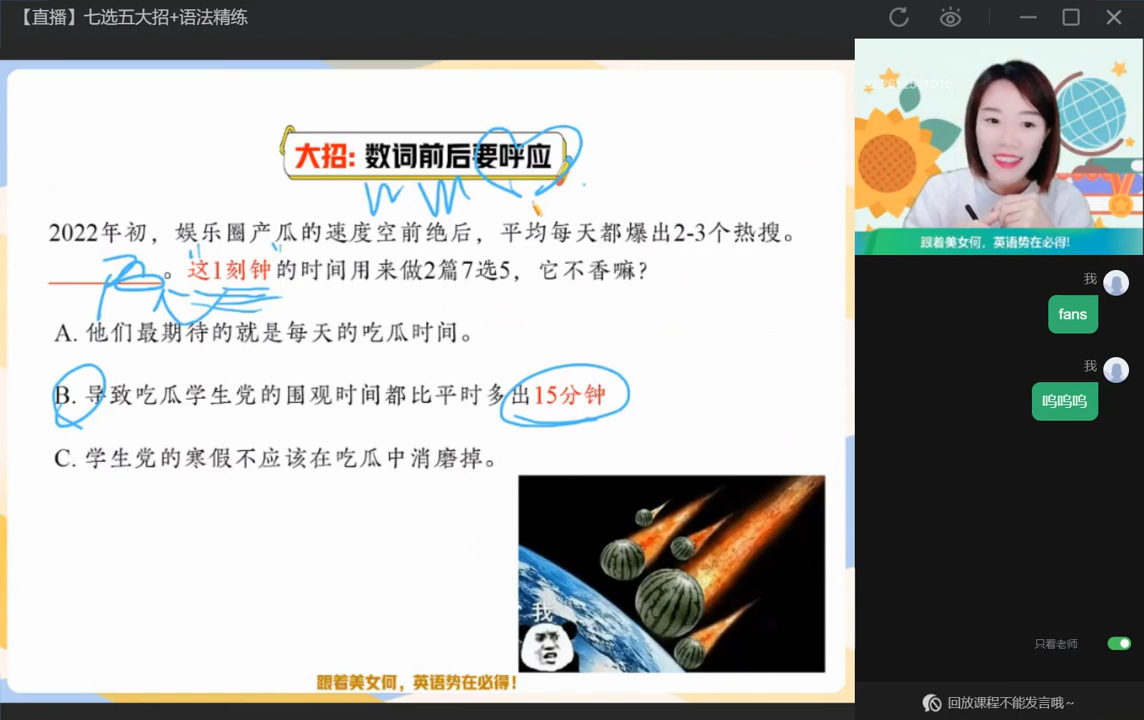 【直播】七选五大招+语法精练
大招: 数词前后要呼应
2022年初，娱乐圈产瓜的速度空前绝后，平均每天都爆出2-3个热搜。
。这1刻钟的时间用来做2篇7选5，它不香嘛?
A. 他们最期待的就是每天的吃瓜时间。
B. 导致吃瓜学生党的围观时间都比平时多出15分钟
C. 学生党的寒假不应该在吃瓜中消磨掉。
我
跟着美女何，英语势在必得!
跟着美女何，英语势在必得!
我
fans
我
呜呜呜
只看老师
回放课程不能发言哦~